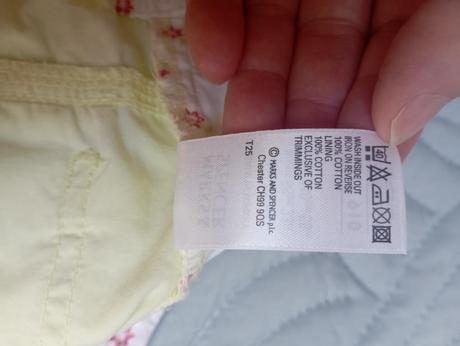 40
WASH INSIDE OUT
IRON ON REVERSE
100% COTTON
LINING
100% COTTON
EXCLUSIVE OF
TRIMMINGS
© MARKS AND SPENCER p.l.c.
Chester CH99 9QS
T25